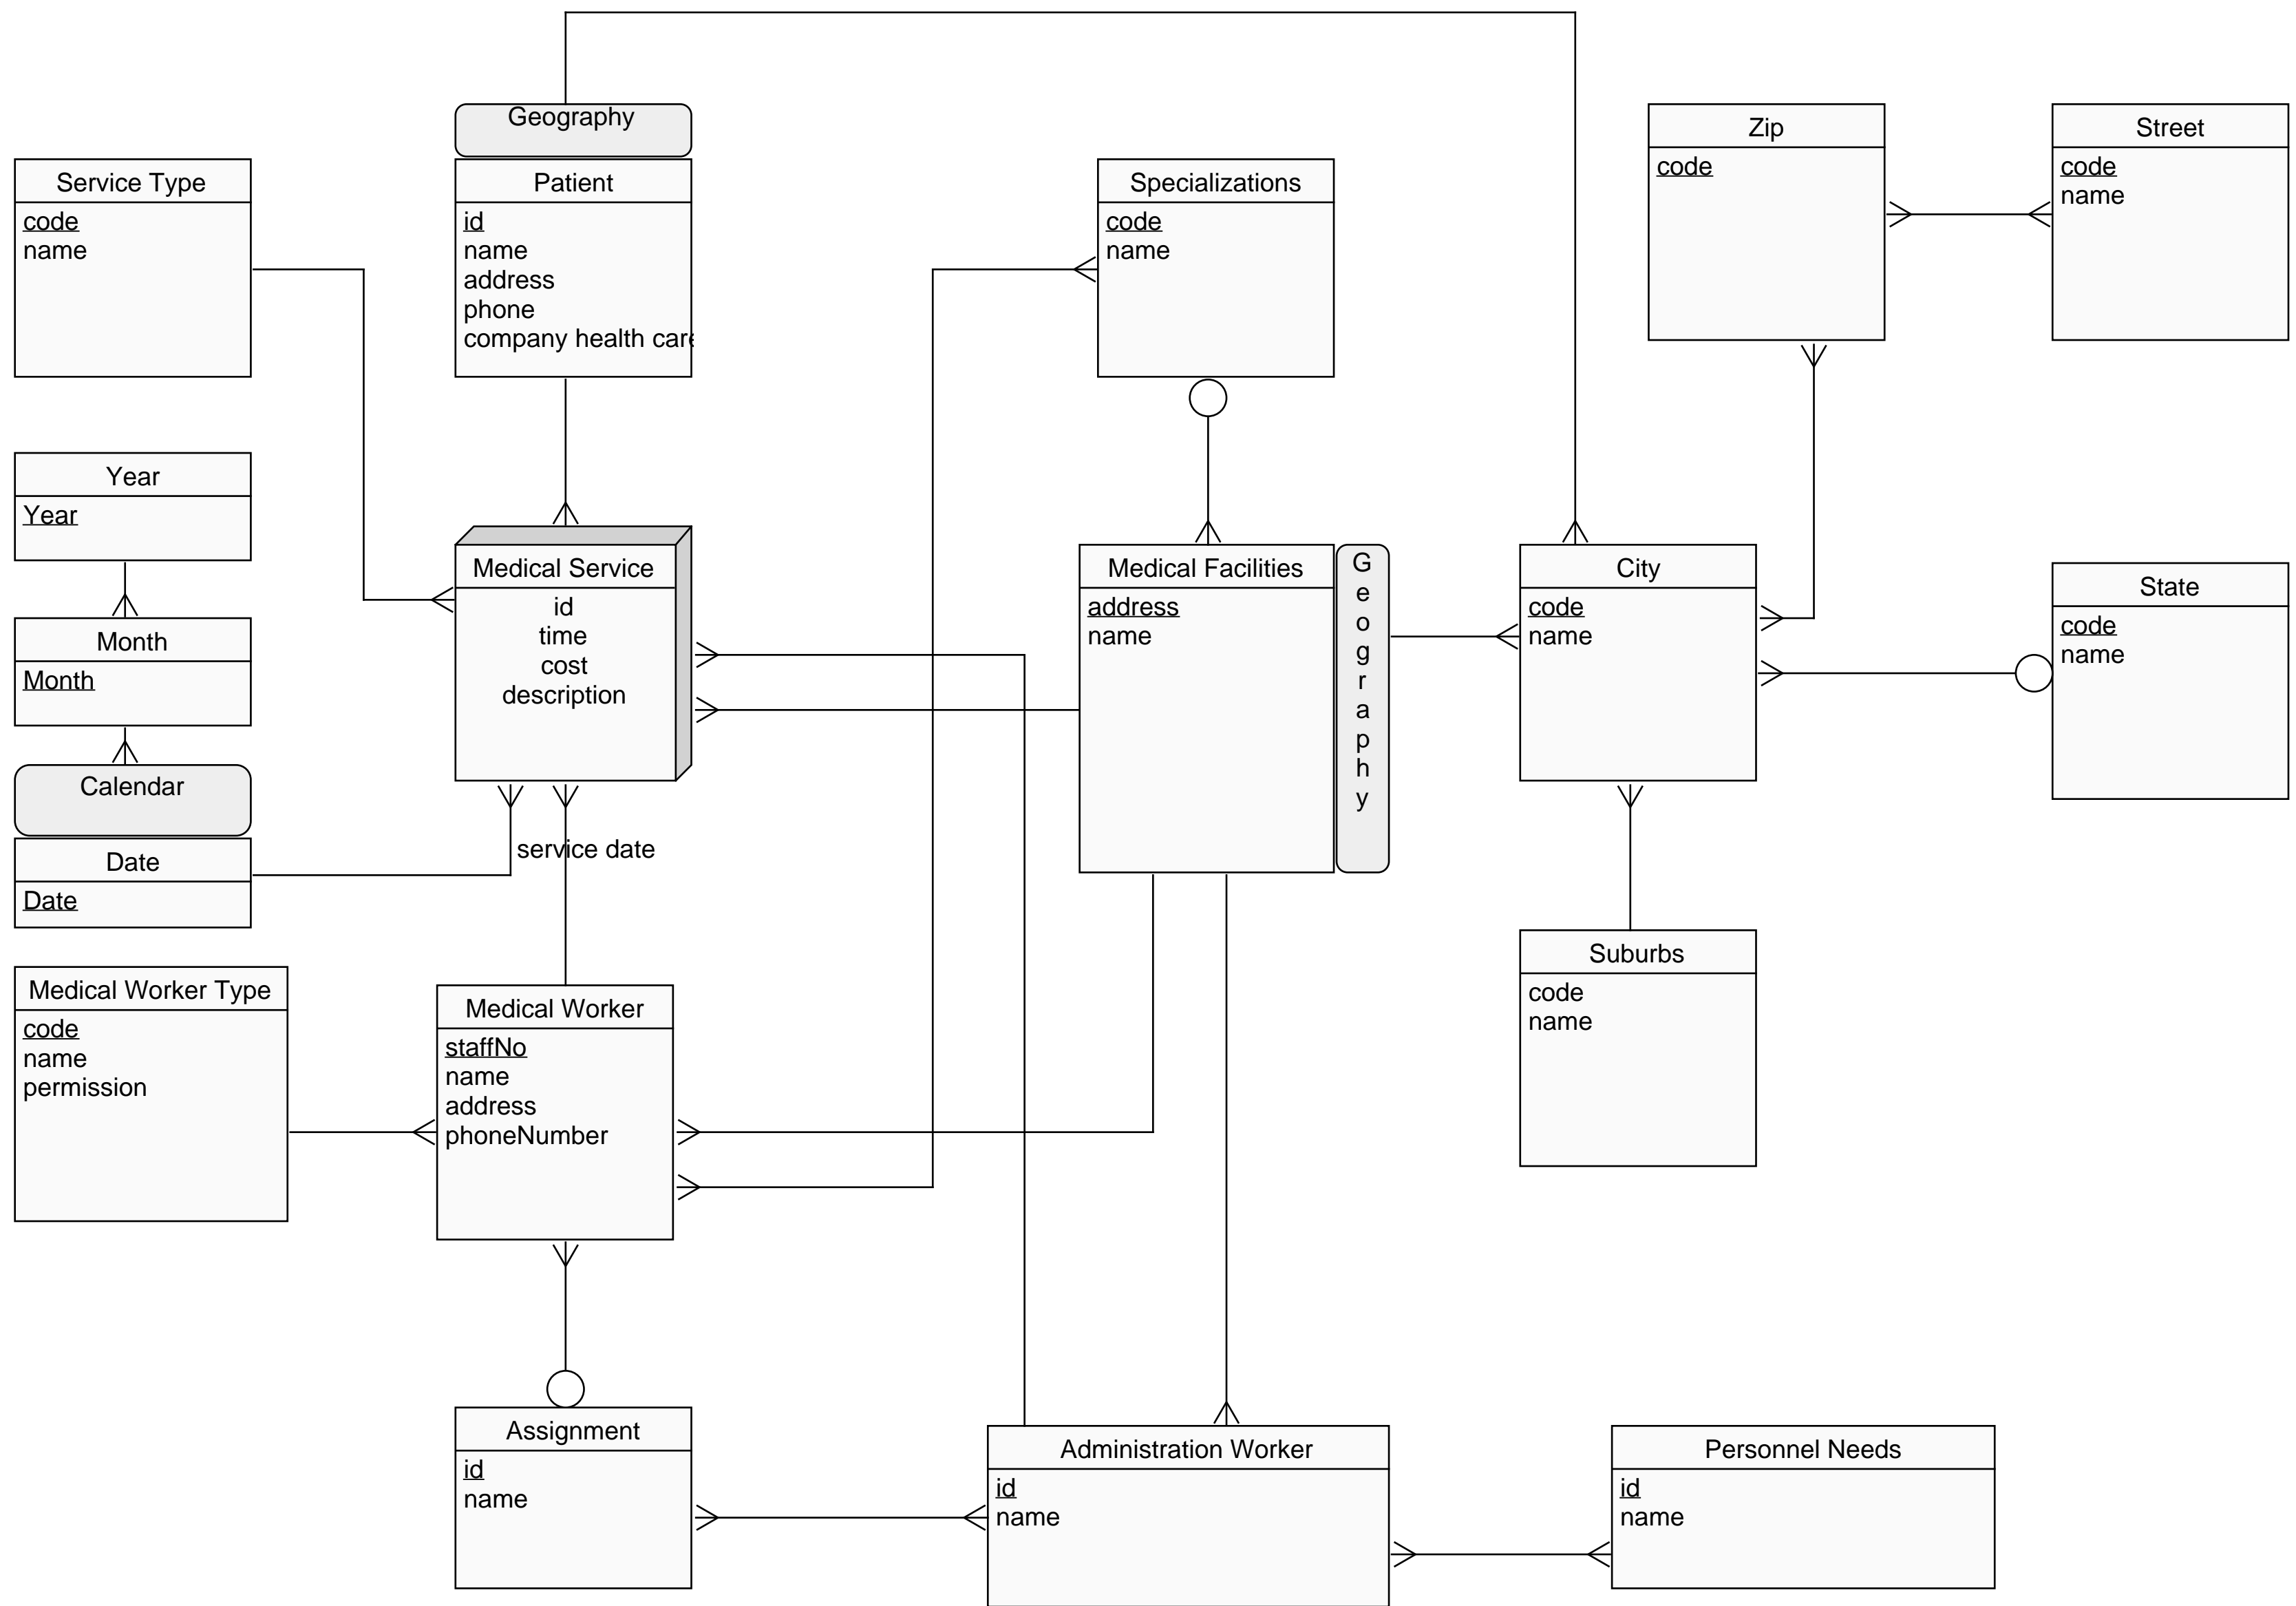 Geography
Patient
id
name
address
phone
company health care
Service Type
code
name
Specializations
code
name
Zip
code
Street
code
name
Year
Year
Month
Month
Calendar
Date
Date
Medical Service
id
time
cost
description
service date
Medical Facilities
address
name
Geography
City
code
name
State
code
name
Suburbs
code
name
Medical Worker Type
code
name
permission
Medical Worker
staffNo
name
address
phoneNumber
Assignment
id
name
Administration Worker
id
name
Personnel Needs
id
name